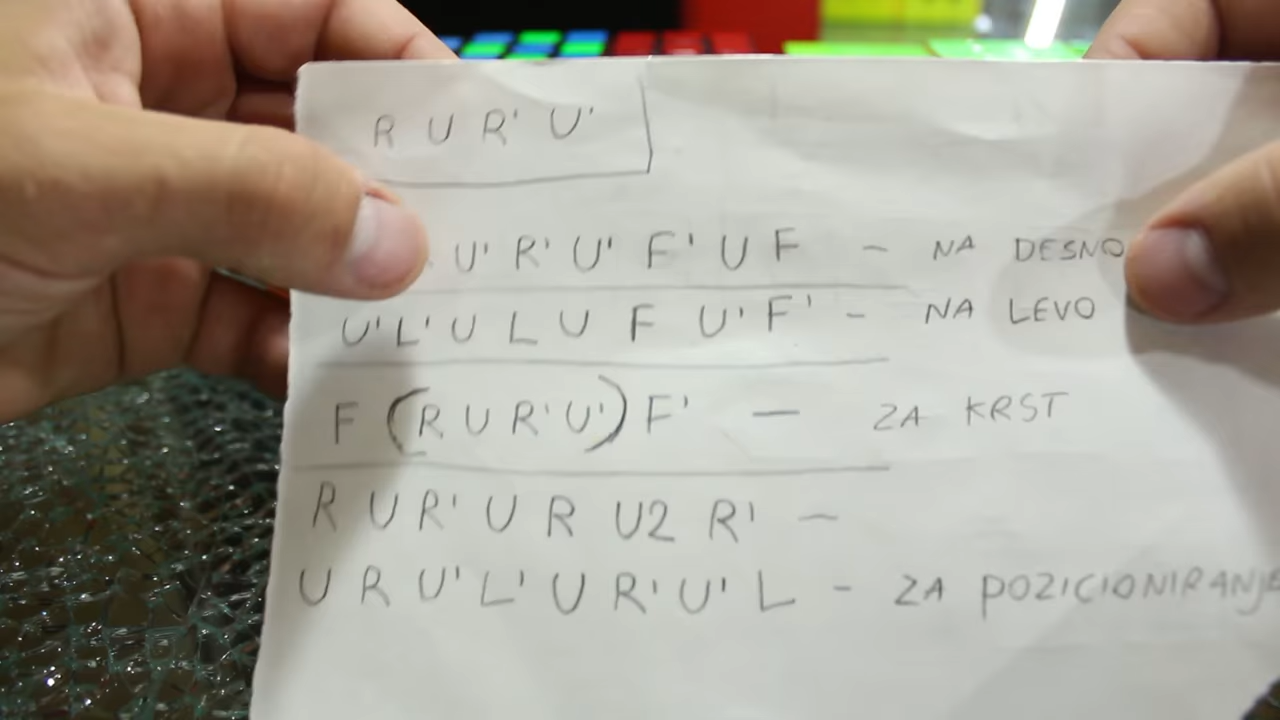 R U R' U'
U' R' U' F' U F - NA DESNO
U' L' U L U F U' F' - NA LEVO
F (R U R' U') F' - ZA KRST
R U R' U R U2 R' -
U R U' L' U R' U' L - ZA POZICIONIRANJE